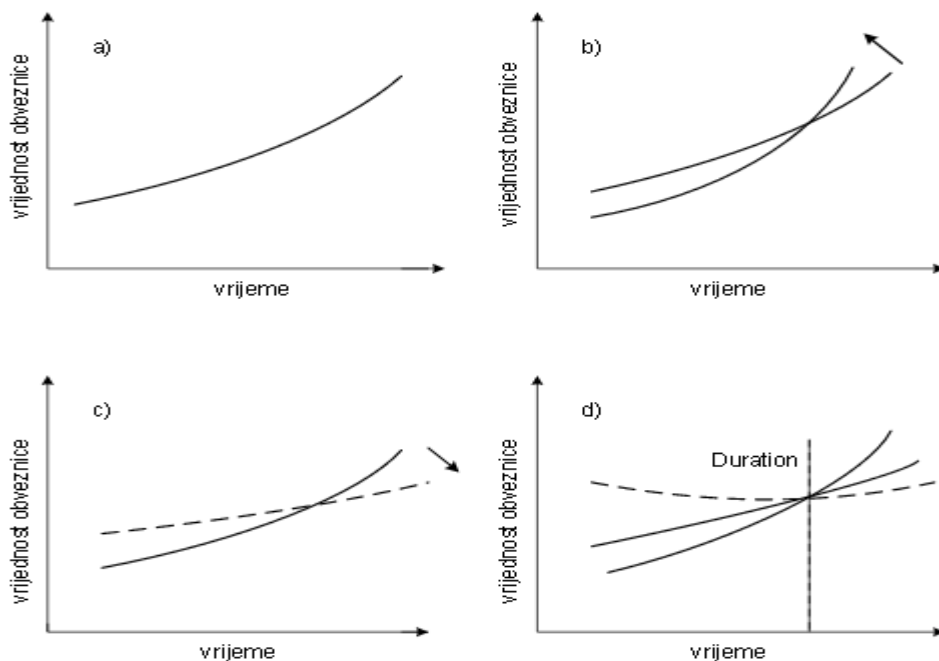 a)
vrijednost obveznice
vrijeme
b)
vrijednost obveznice
vrijeme
c)
vrijednost obveznice
vrijeme
d)
Duration
vrijednost obveznice
vrijeme